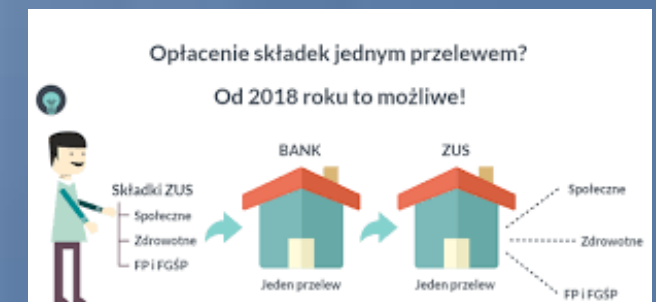 Opłacenie składek jednym przelewem?
Od 2018 roku to możliwe!
BANK
ZUS
Składki ZUS
Społeczne
Zdrowotne
FP i FGŚP
Jeden przelew
Jeden przelew
Społeczne
Zdrowotne
FP i FGŚP